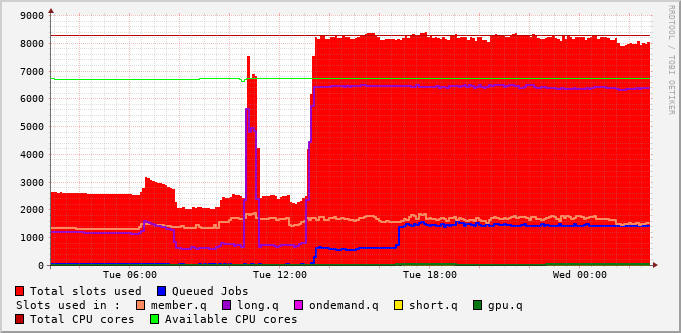 9000
8000
7000
6000
5000
4000
3000
2000
1000
0
Tue 06:00 Tue 12:00 Tue 18:00 Wed 00:00
RRDTOOL / TOBI OETIKER
Total slots used Queued Jobs
Slots used in : member.q long.q ondemand.q short.q gpu.q
Total CPU cores Available CPU cores